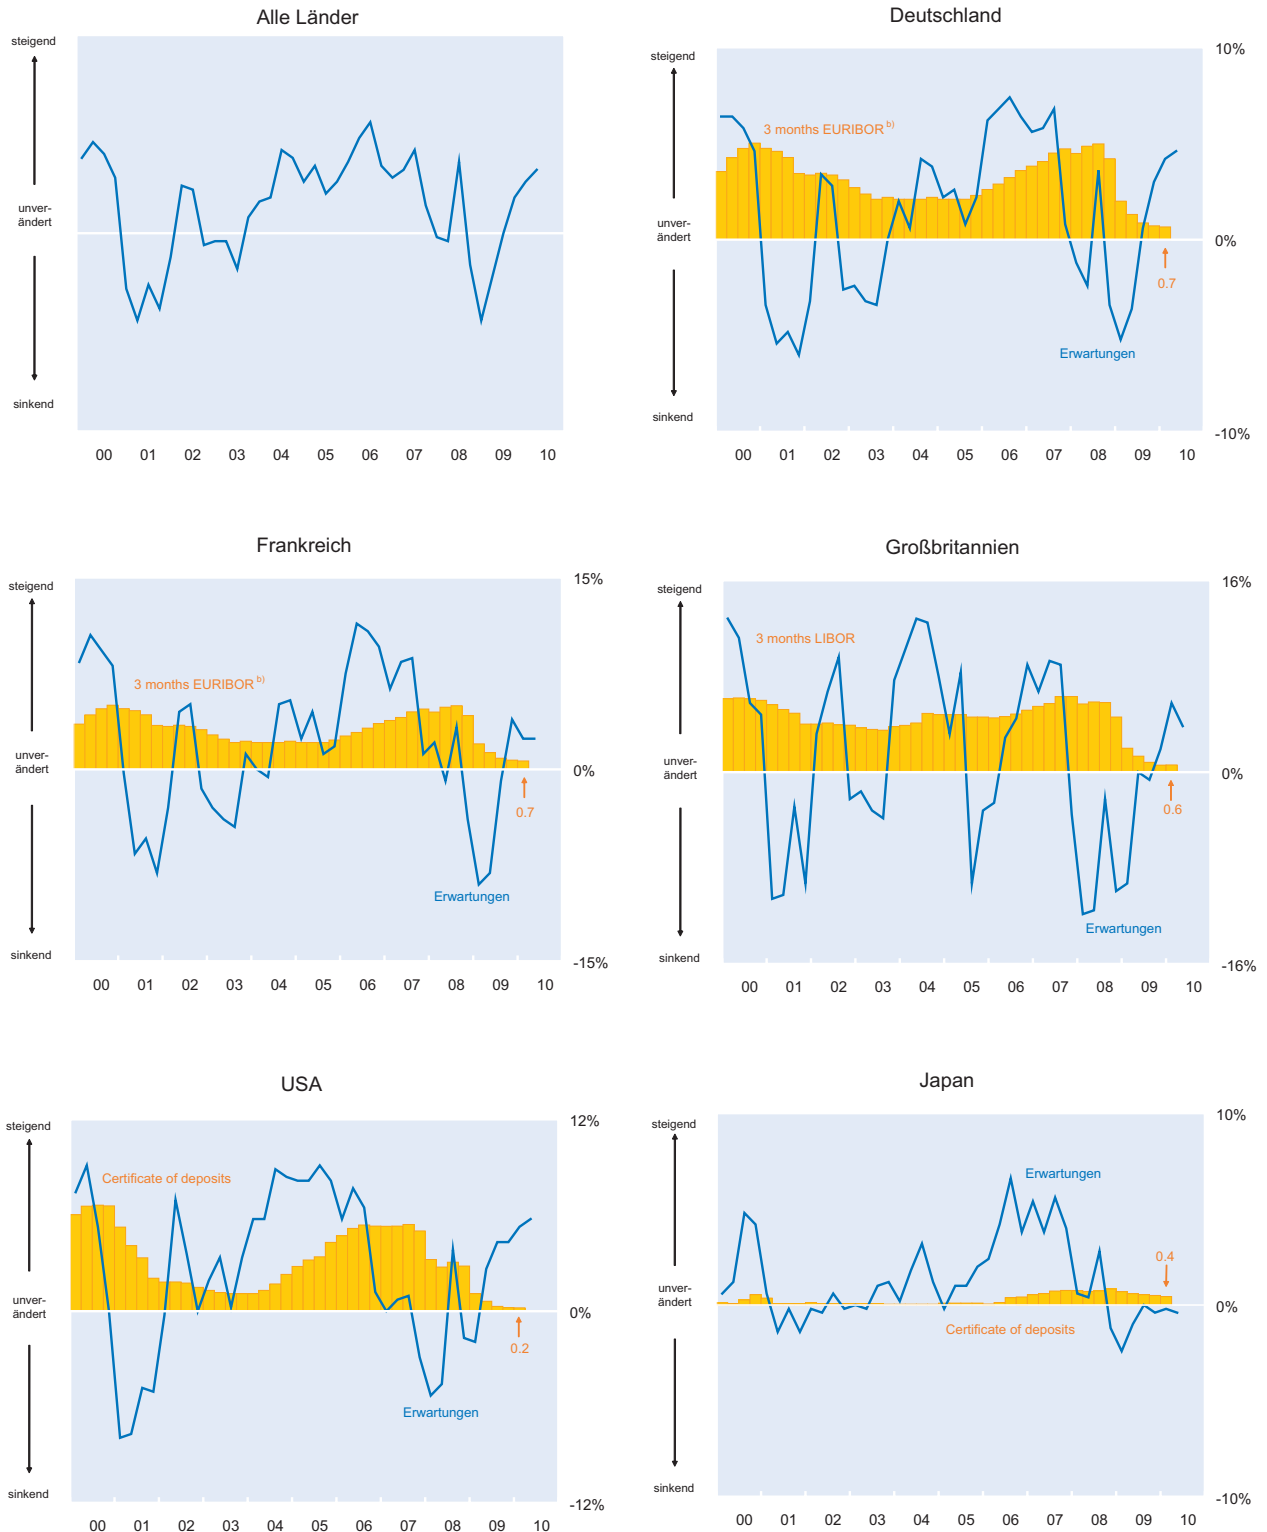 Alle Länder
steigend
unver-
ändert
sinkend
00 01 02 03 04 05 06 07 08 09 10
Deutschland
steigend
unver-
ändert
sinkend
10%
0%
-10%
3 months EURIBOR b)
0.7
Erwartungen
00 01 02 03 04 05 06 07 08 09 10
Frankreich
steigend
unver-
ändert
sinkend
15%
0%
-15%
3 months EURIBOR b)
0.7
Erwartungen
00 01 02 03 04 05 06 07 08 09 10
Großbritannien
steigend
unver-
ändert
sinkend
16%
0%
-16%
3 months LIBOR
0.6
Erwartungen
00 01 02 03 04 05 06 07 08 09 10
USA
steigend
unver-
ändert
sinkend
12%
0%
-12%
Certificate of deposits
0.2
Erwartungen
00 01 02 03 04 05 06 07 08 09 10
Japan
steigend
unver-
ändert
sinkend
10%
0%
-10%
Erwartungen
0.4
Certificate of deposits
00 01 02 03 04 05 06 07 08 09 10